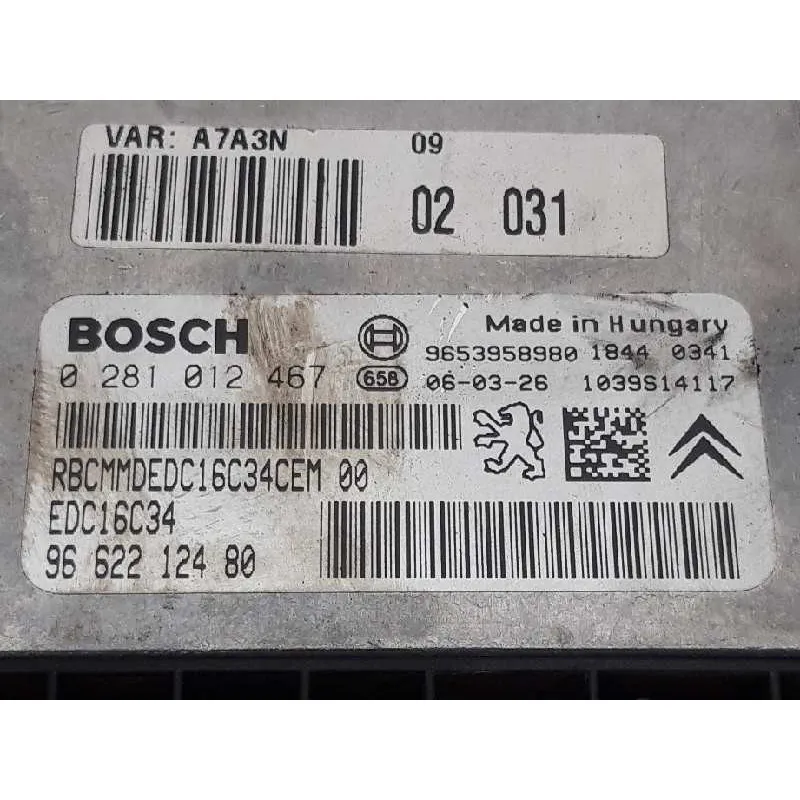 VAR: A7A3N 09
02 031
BOSCH Made in Hungary
9653958980 1844 0341
0 281 012 467 658 06-03-26 1039S14117
RBCMMDEDC16C34CEM 00
EDC16C34
96 622 124 80